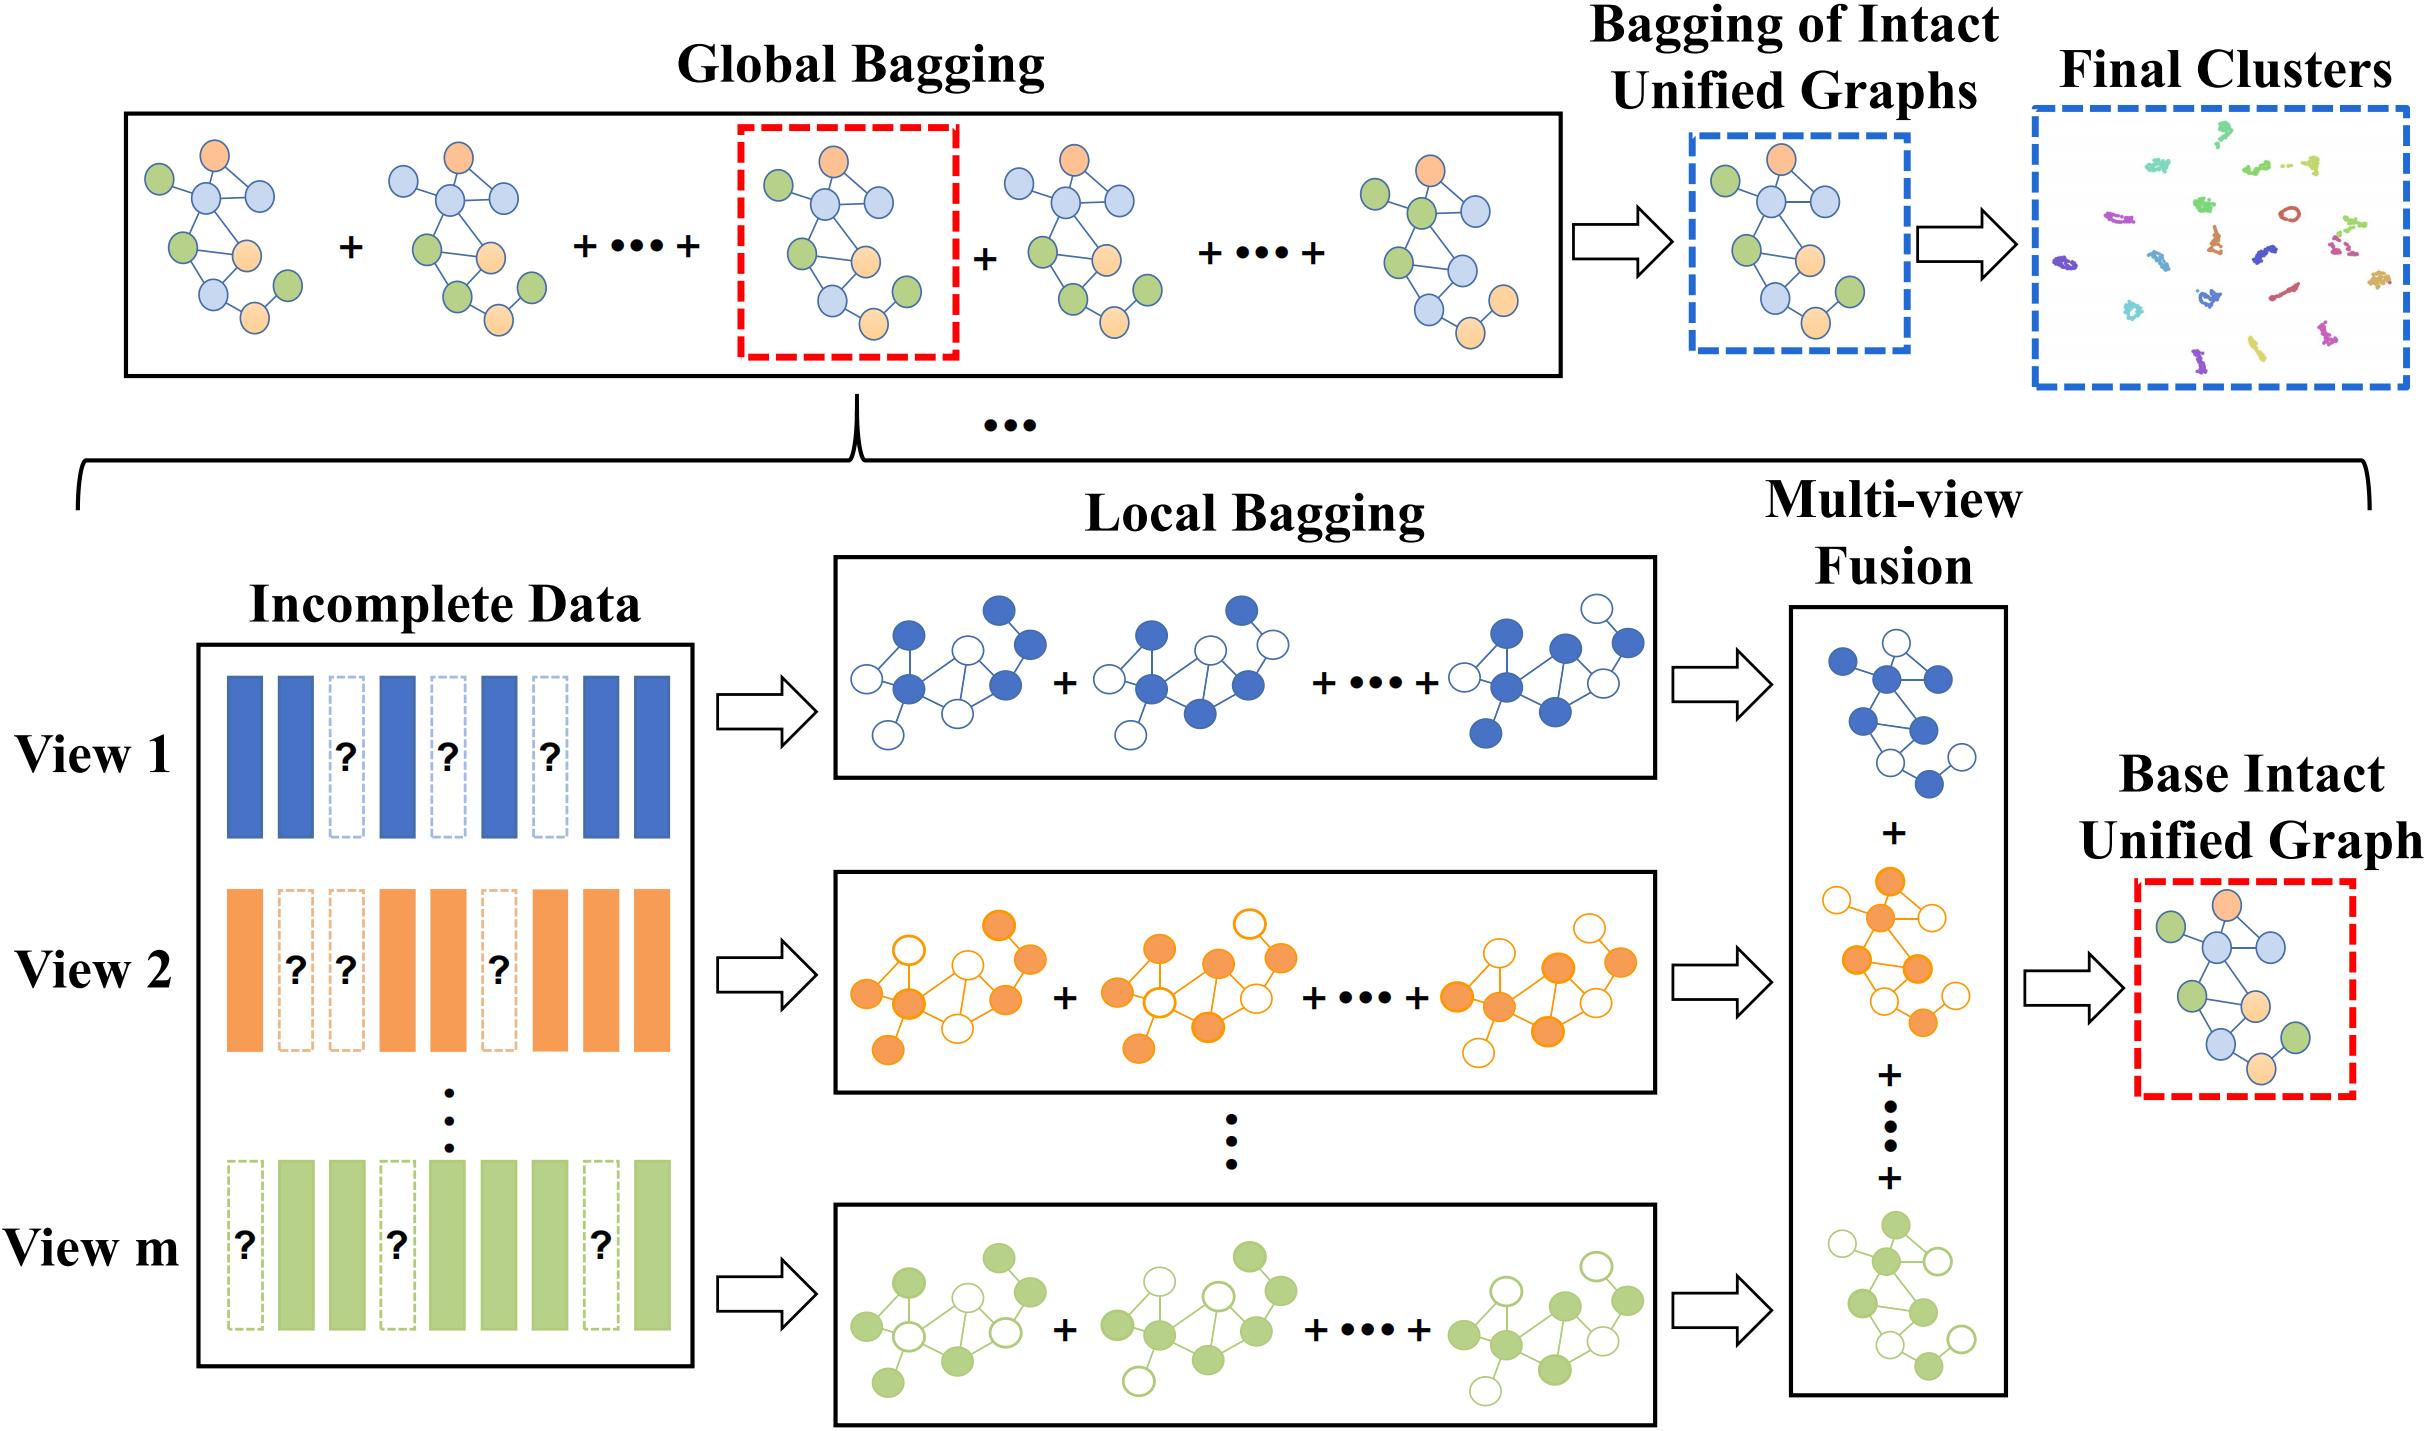 Global Bagging
Bagging of Intact
Unified Graphs
Final Clusters
+ + ••• + + + ••• +
•••
Local Bagging
Multi-view
Fusion
Incomplete Data
View 1
? ? ?
+ + ••• +
+
Base Intact
Unified Graph
View 2
? ? ?
+ + ••• +
+
+
View m
? ? ?
+ + ••• +